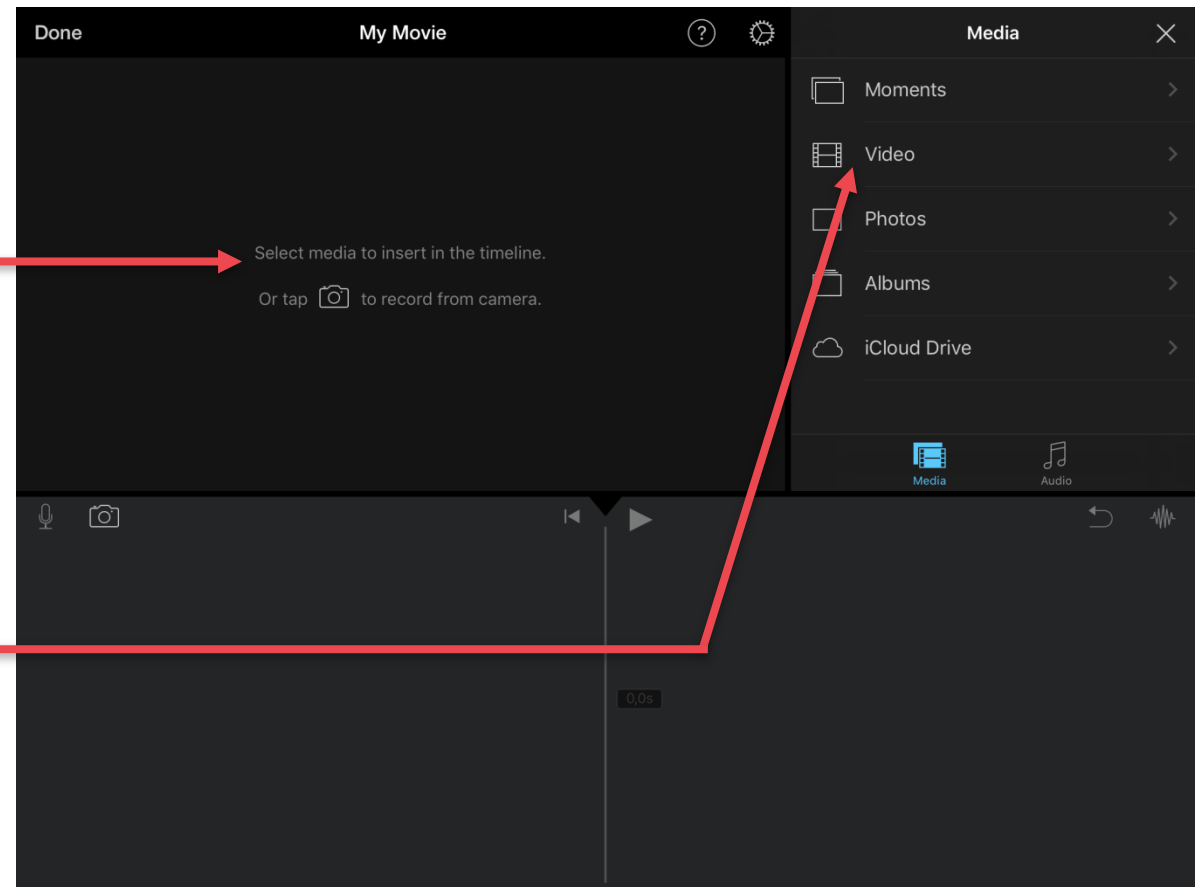 Done
My Movie
?
Media
Moments
Video
Photos
Select media to insert in the timeline.
Or tap to record from camera.
Albums
iCloud Drive
Media
Audio
0,0s